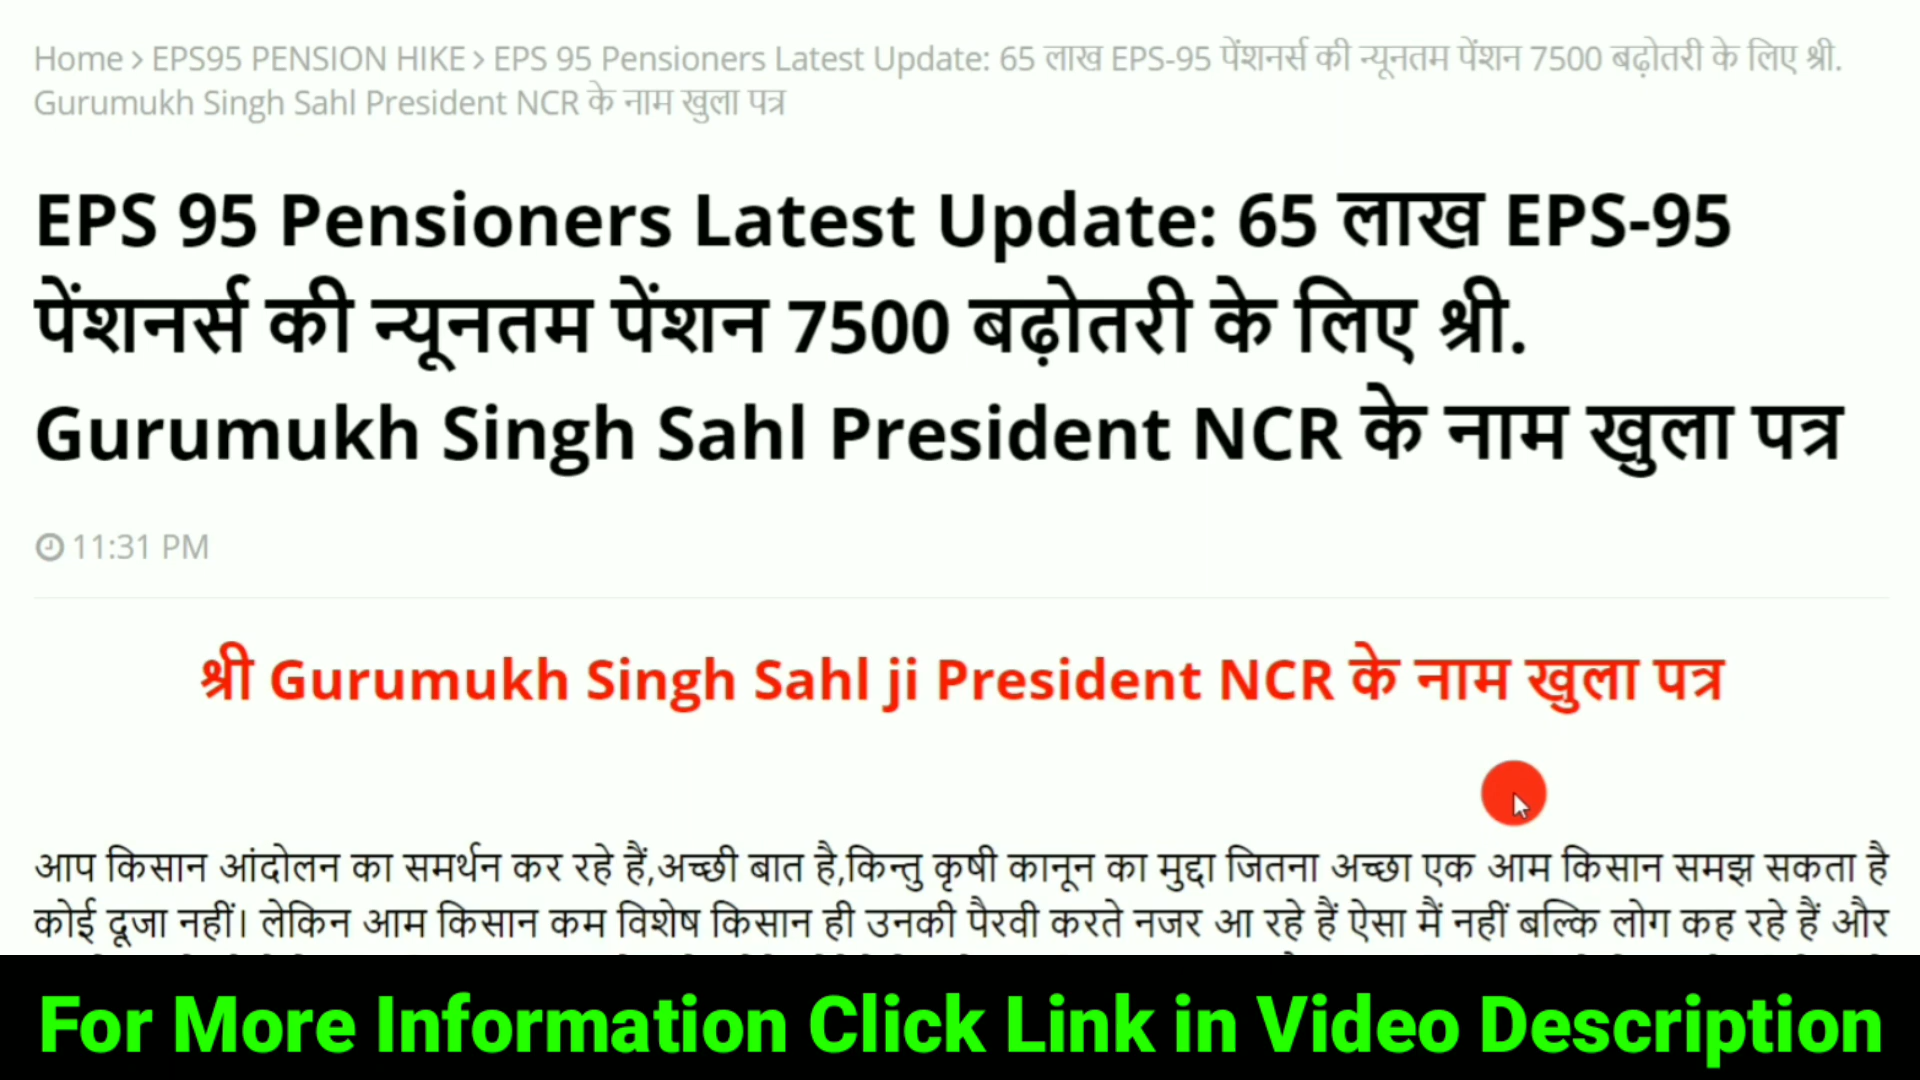 Home > EPS95 PENSION HIKE > EPS 95 Pensioners Latest Update: 65 लाख EPS-95 पेंशनर्स की न्यूनतम पेंशन 7500 बढ़ोतरी के लिए श्री.
Gurumukh Singh Sahl President NCR के नाम खुला पत्र
EPS 95 Pensioners Latest Update: 65 लाख EPS-95
पेंशनर्स की न्यूनतम पेंशन 7500 बढ़ोतरी के लिए श्री.
Gurumukh Singh Sahl President NCR के नाम खुला पत्र
11:31 PM
श्री Gurumukh Singh Sahl ji President NCR के नाम खुला पत्र
आप किसान आंदोलन का समर्थन कर रहे हैं,अच्छी बात है,किन्तु कृषी कानून का मुद्दा जितना अच्छा एक आम किसान समझ सकता है
कोई दूजा नहीं। लेकिन आम किसान कम विशेष किसान ही उनकी पैरवी करते नजर आ रहे हैं ऐसा मैं नहीं बल्कि लोग कह रहे हैं और
For More Information Click Link in Video Description